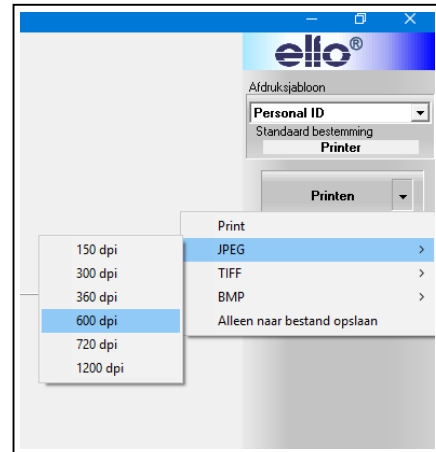 elfo®
Afdruksjabloon
Personal ID
Standaard bestemming
Printer
Printen
Print
JPEG
TIFF
BMP
Alleen naar bestand opslaan
150 dpi
300 dpi
360 dpi
600 dpi
720 dpi
1200 dpi